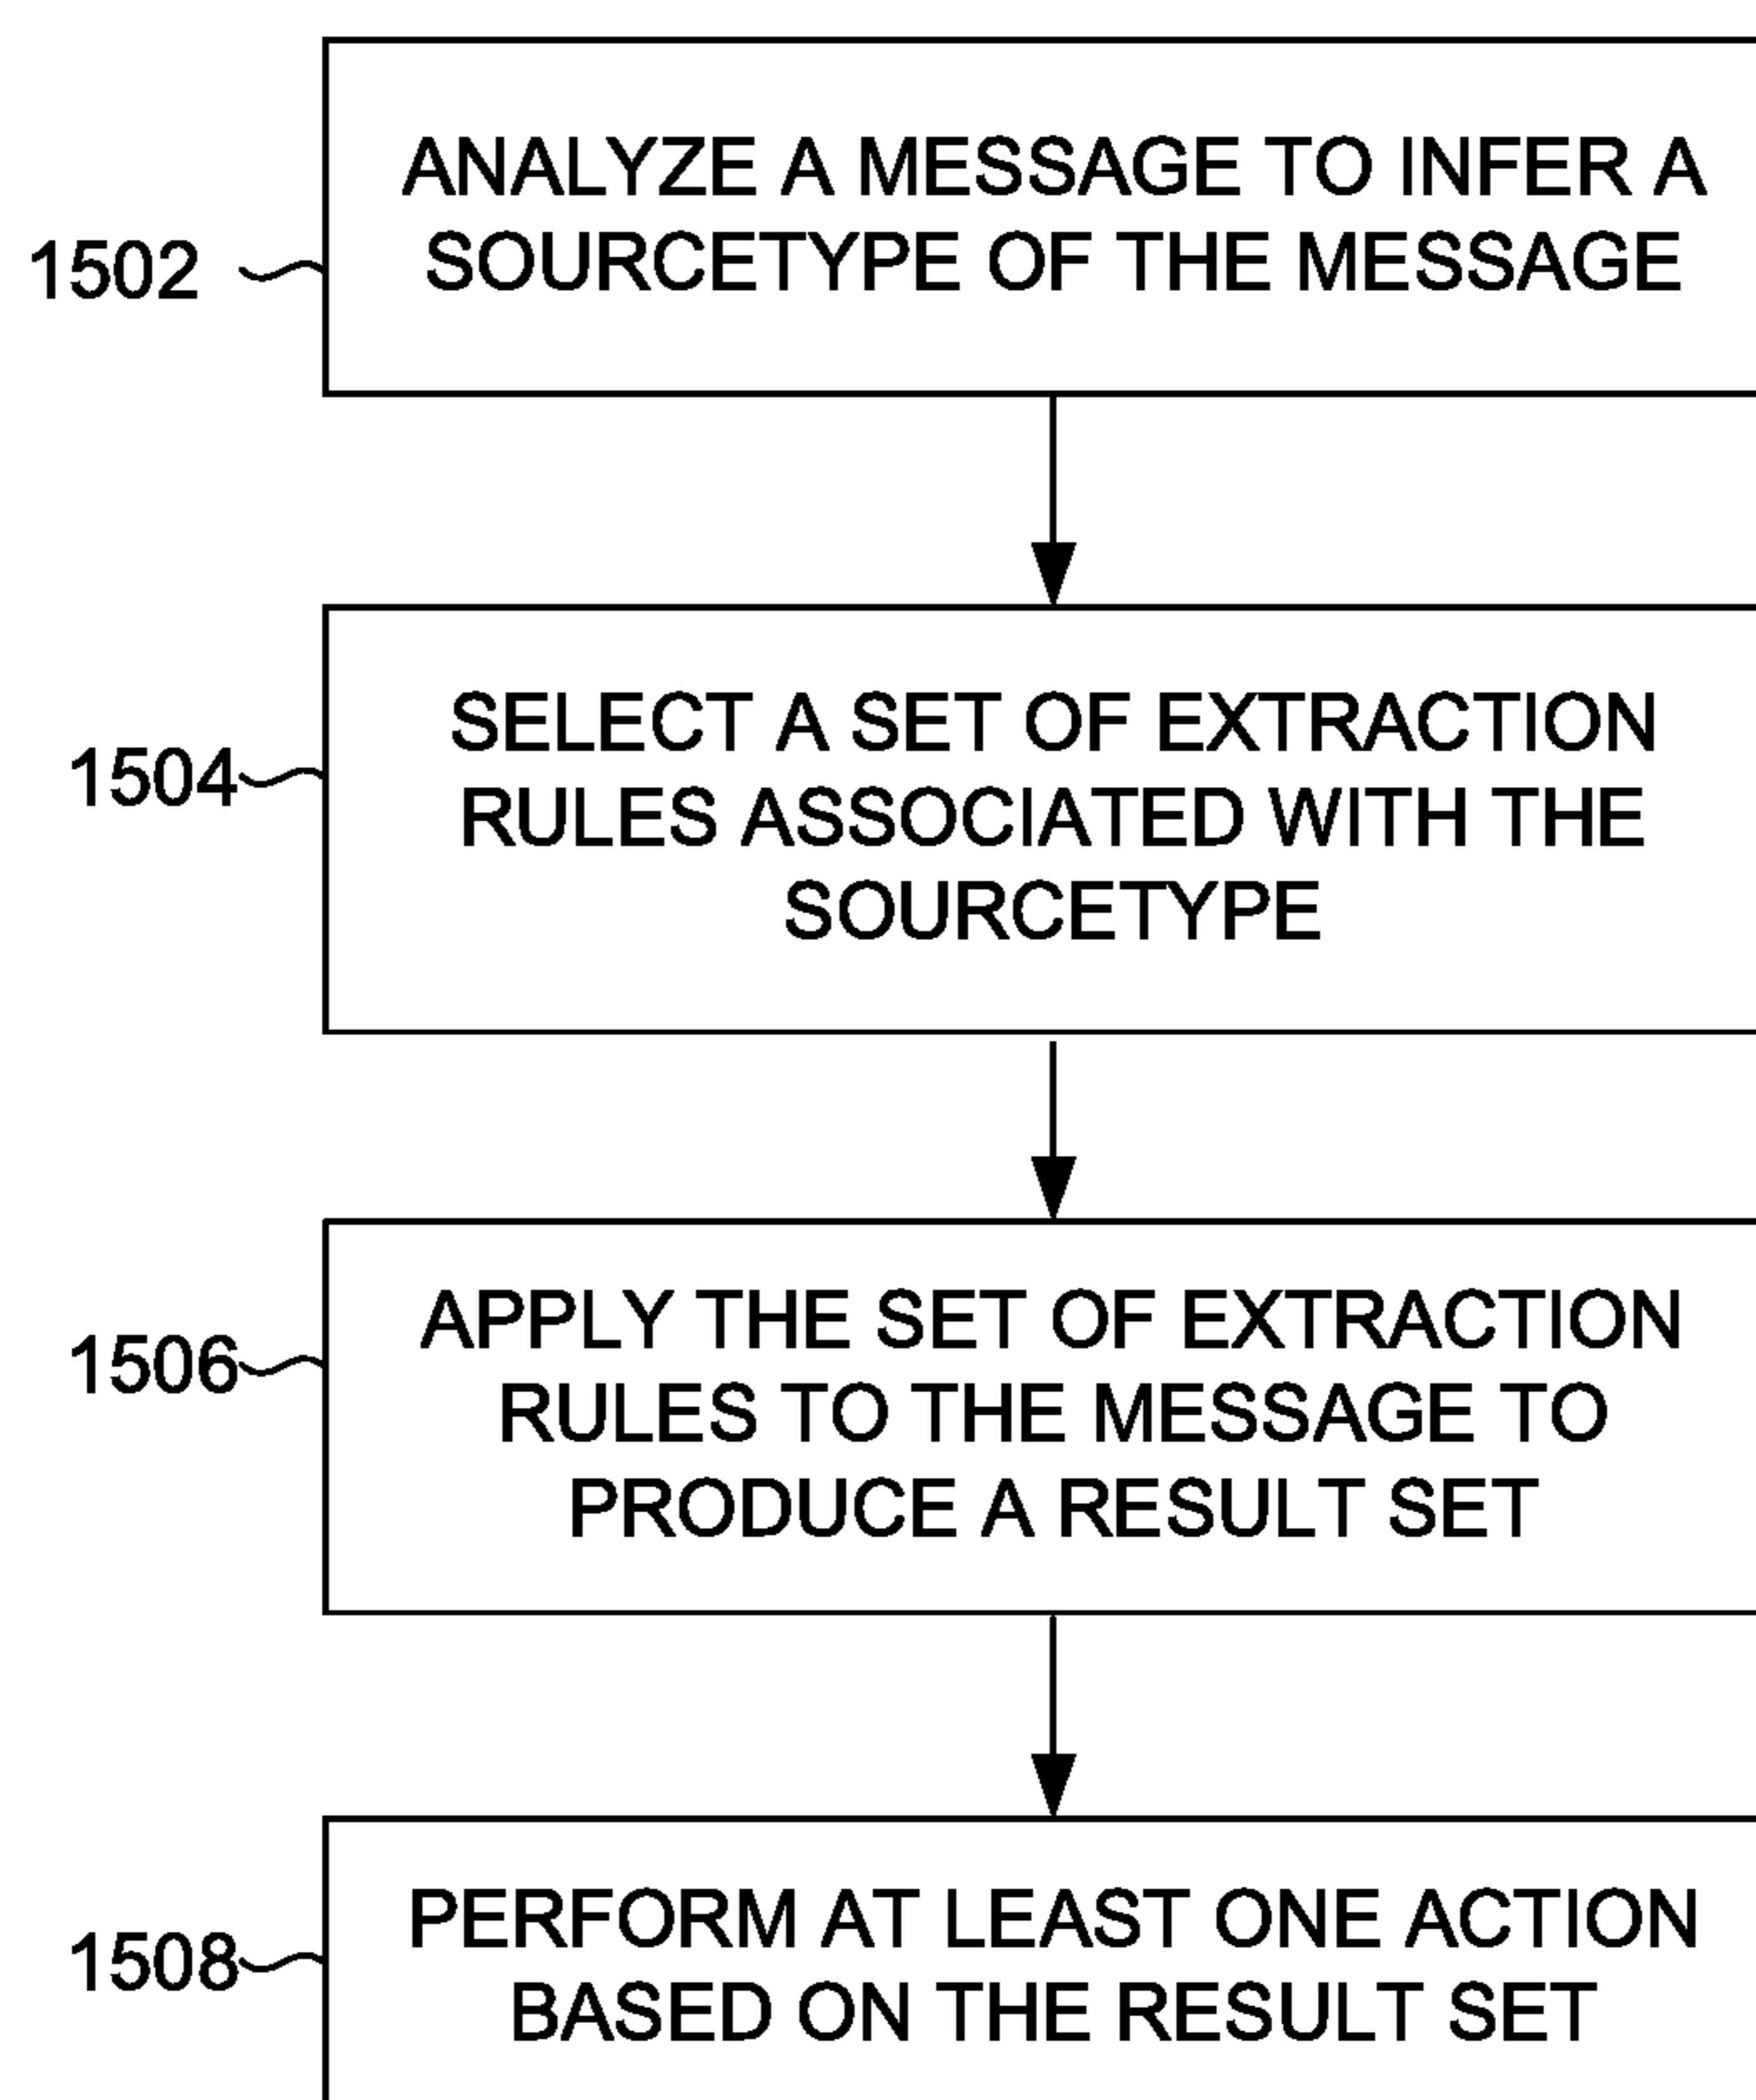 ANALYZE A MESSAGE TO INFER A
SOURCETYPE OF THE MESSAGE
1502
SELECT A SET OF EXTRACTION
RULES ASSOCIATED WITH THE
SOURCETYPE
1504
APPLY THE SET OF EXTRACTION
RULES TO THE MESSAGE TO
PRODUCE A RESULT SET
1506
PERFORM AT LEAST ONE ACTION
BASED ON THE RESULT SET
1508